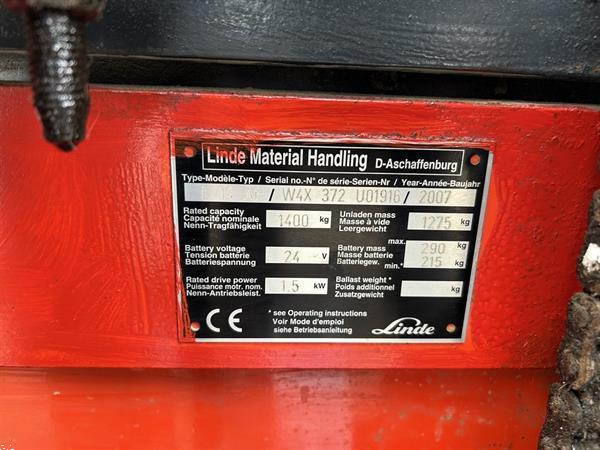 Linde Material Handling D-Aschaffenburg
Type-Modèle-Typ / Serial no.-N° de série-Serien-Nr / Year-Année-Baujahr
/ W4X 372 U01916 / 2007
Rated capacity
Capacité nominale
Nenn-Tragfähigkeit
1400 kg
Unladen mass
Masse à vide
Leergewicht
1275 kg
Battery voltage
Tension batterie
Batteriespannung
24 V
max.
Battery mass
Masse batterie
Batteriegew. min.*
290 kg
215 kg
Rated drive power
Puissance motr. nom.
Nenn-Antriebsleist.
1.5 kW
Ballast weight *
Poids additionnel
Zusatzgewicht
kg
CE
* see Operating instructions
Voir Mode d'emploi
siehe Betriebsanleitung
Linde